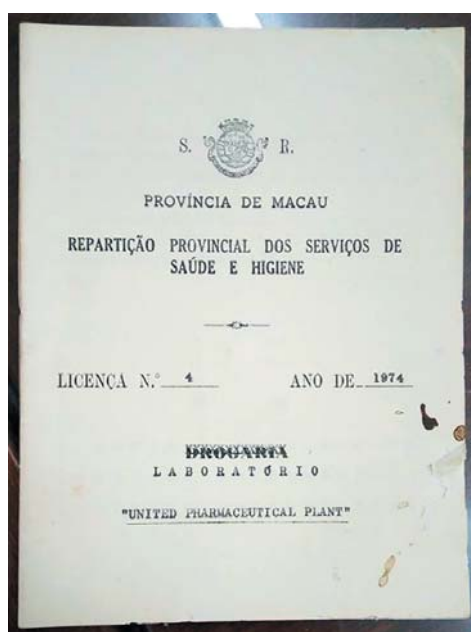 S. R.
PROVÍNCIA DE MACAU
REPARTIÇÃO PROVINCIAL DOS SERVIÇOS DE
SAÚDE E HIGIENE
LICENÇA N.º 4 ANO DE 1974
DROGARIA
LABORATÓRIO
"UNITED PHARMACEUTICAL PLANT"